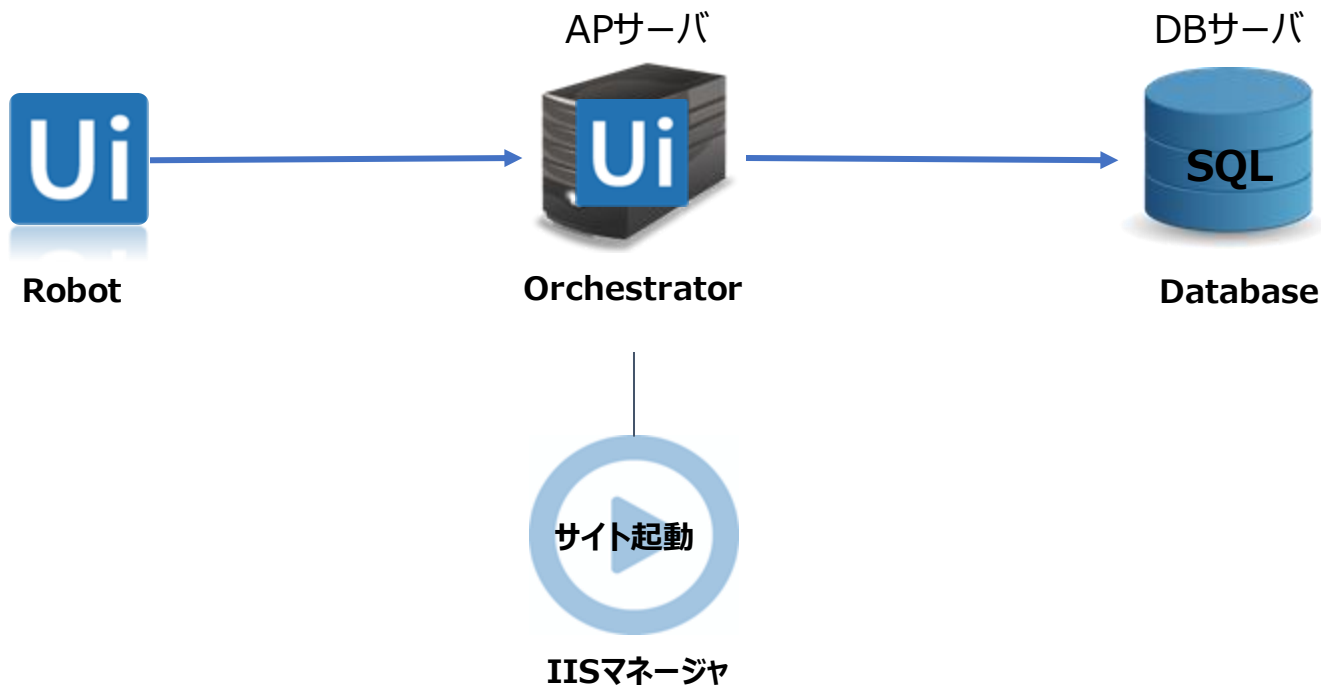 APサーバ
DBサーバ
Ui
Ui
SQL
Robot
Orchestrator
Database
サイト起動
IISマネージャ